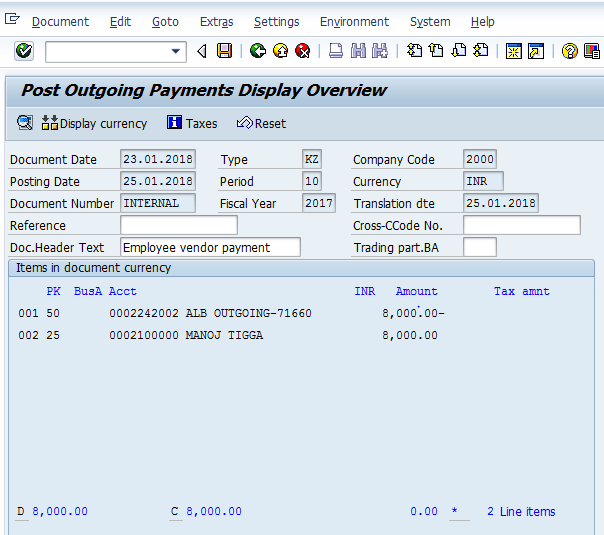 Document Edit Goto Extras Settings Environment System Help
Post Outgoing Payments Display Overview
Display currency Taxes Reset
Document Date 23.01.2018 Type KZ Company Code 2000
Posting Date 25.01.2018 Period 10 Currency INR
Document Number INTERNAL Fiscal Year 2017 Translation dte 25.01.2018
Reference Cross-CCode No.
Doc.Header Text Employee vendor payment Trading part.BA
Items in document currency
PK BusA Acct INR Amount Tax amnt
001 50 0002242002 ALB OUTGOING-71660 8,000.00-
002 25 0002100000 MANOJ TIGGA 8,000.00
D 8,000.00 C 8,000.00 0.00 * 2 Line items